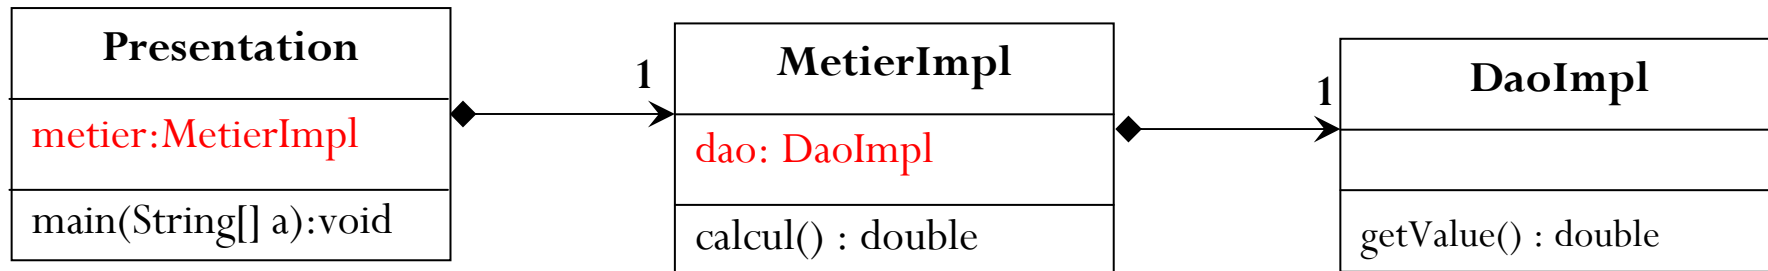 Presentation
metier:MetierImpl
main(String[] a):void
1
MetierImpl
dao: DaoImpl
calcul() : double
1
DaoImpl
getValue() : double